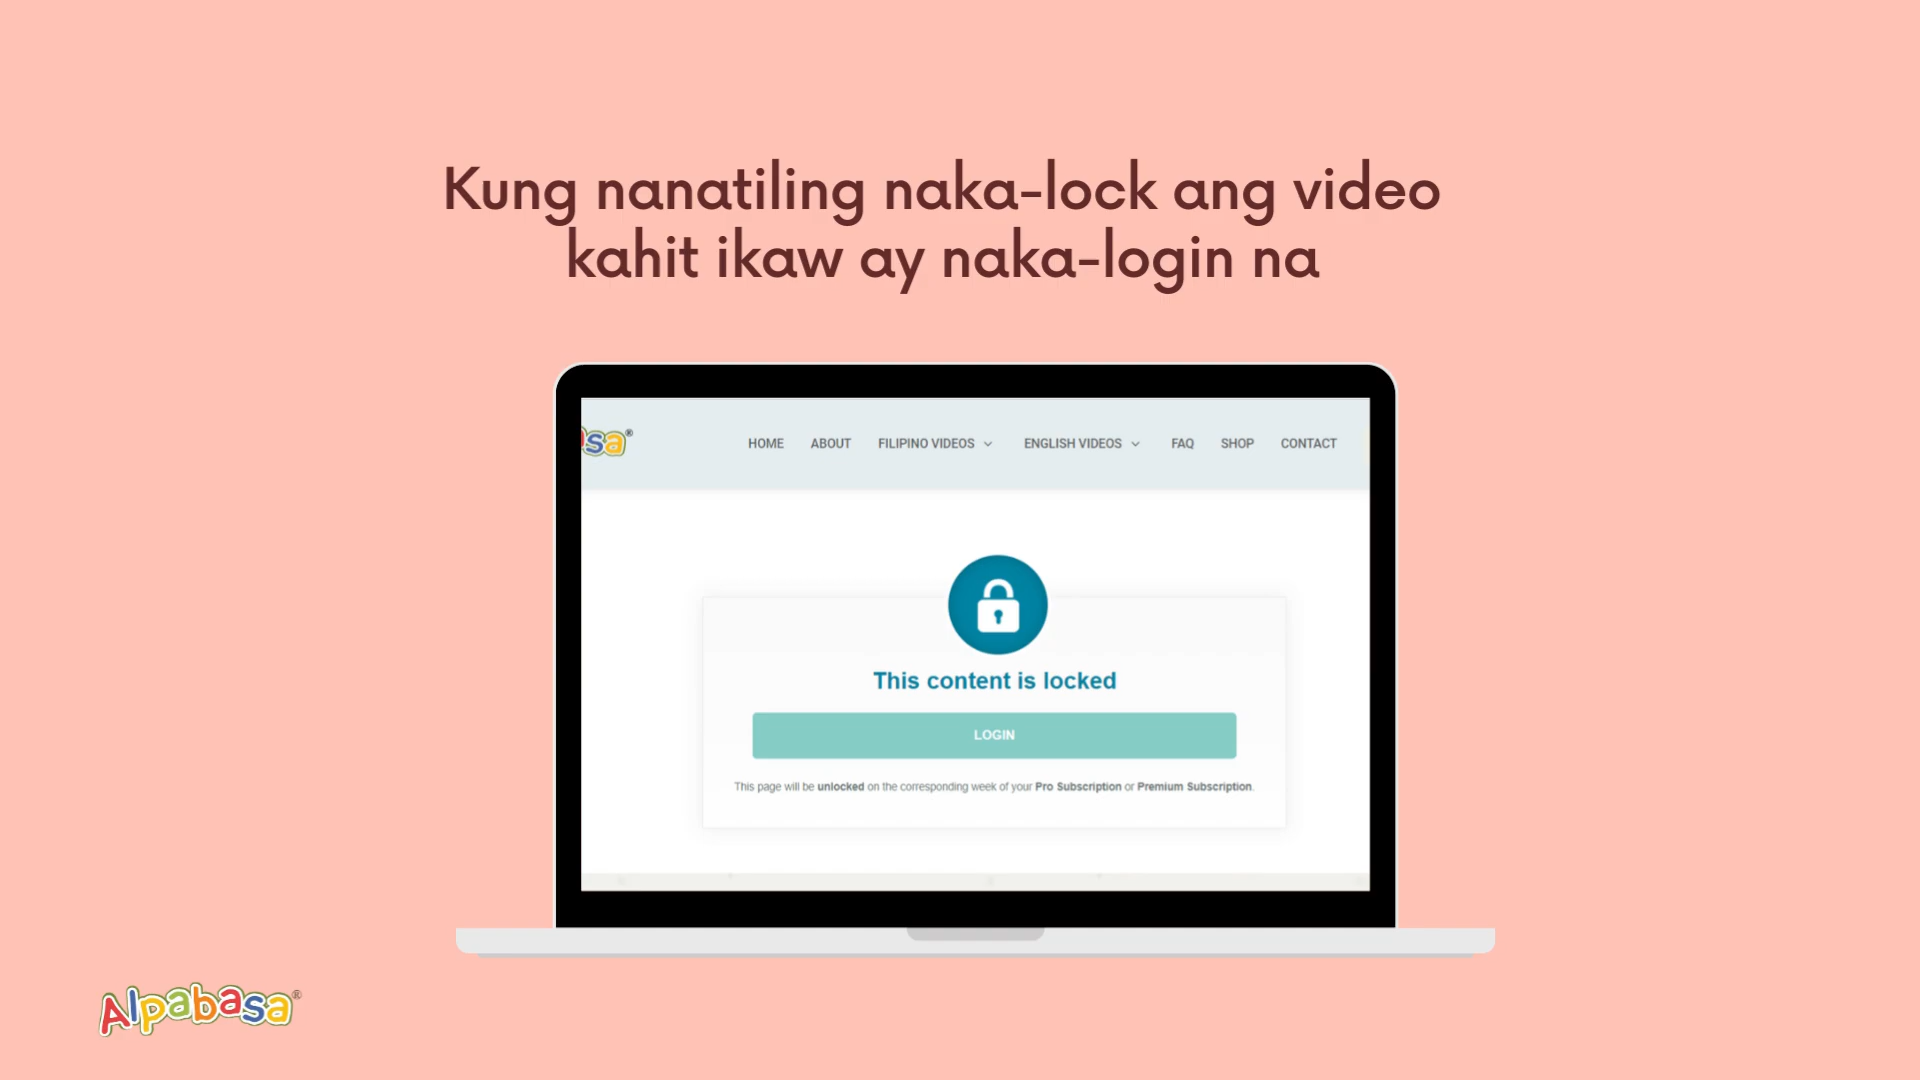 Kung nanatiling naka-lock ang video
kahit ikaw ay naka-login na
sa®
HOME ABOUT FILIPINO VIDEOS ENGLISH VIDEOS FAQ SHOP CONTACT
This content is locked
LOGIN
This page will be unlocked on the corresponding week of your Pro Subscription or Premium Subscription.
Alpabasa®